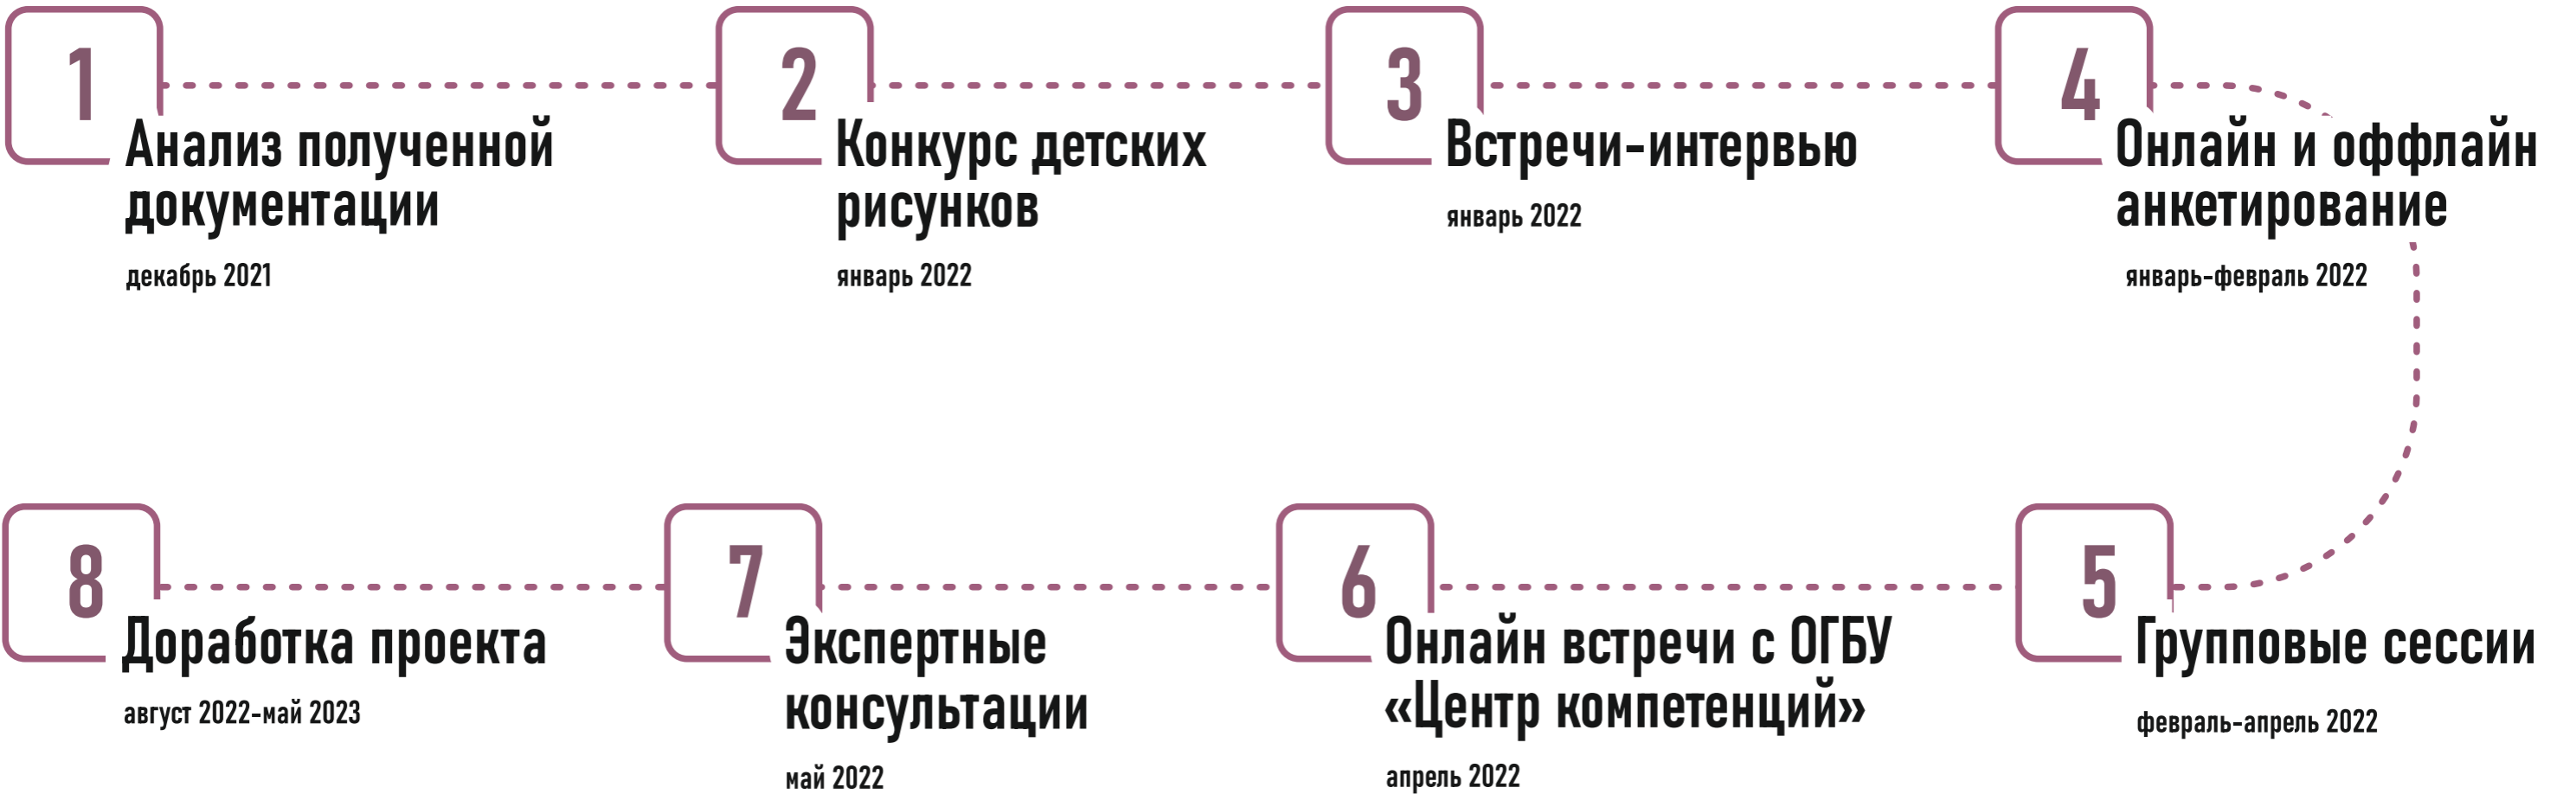 1
Анализ полученной
документации
декабрь 2021
2
Конкурс детских
рисунков
январь 2022
3
Встречи-интервью
январь 2022
4
Онлайн и оффлайн
анкетирование
январь-февраль 2022
5
Групповые сессии
февраль-апрель 2022
6
Онлайн встречи с ОГБУ
«Центр компетенций»
апрель 2022
7
Экспертные
консультации
май 2022
8
Доработка проекта
август 2022-май 2023